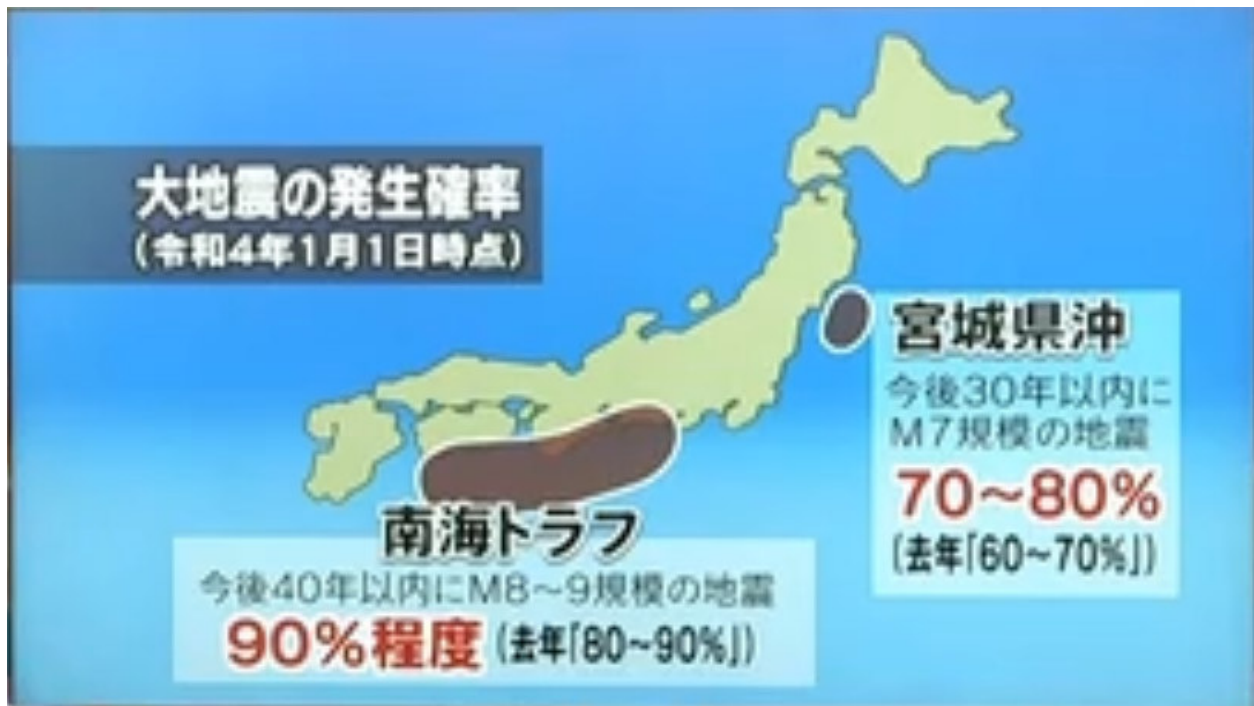 大地震の発生確率
(令和4年1月1日時点)
宮城県沖
今後30年以内に
M7規模の地震
70～80%
(去年｢60～70%｣)
南海トラフ
今後40年以内にM8～9規模の地震
90%程度(去年｢80～90%｣)